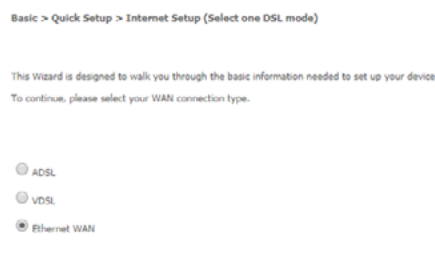 Basic > Quick Setup > Internet Setup (Select one DSL mode)
This Wizard is designed to walk you through the basic information needed to set up your device
To continue, please select your WAN connection type.
ADSL
VDSL
Ethernet WAN